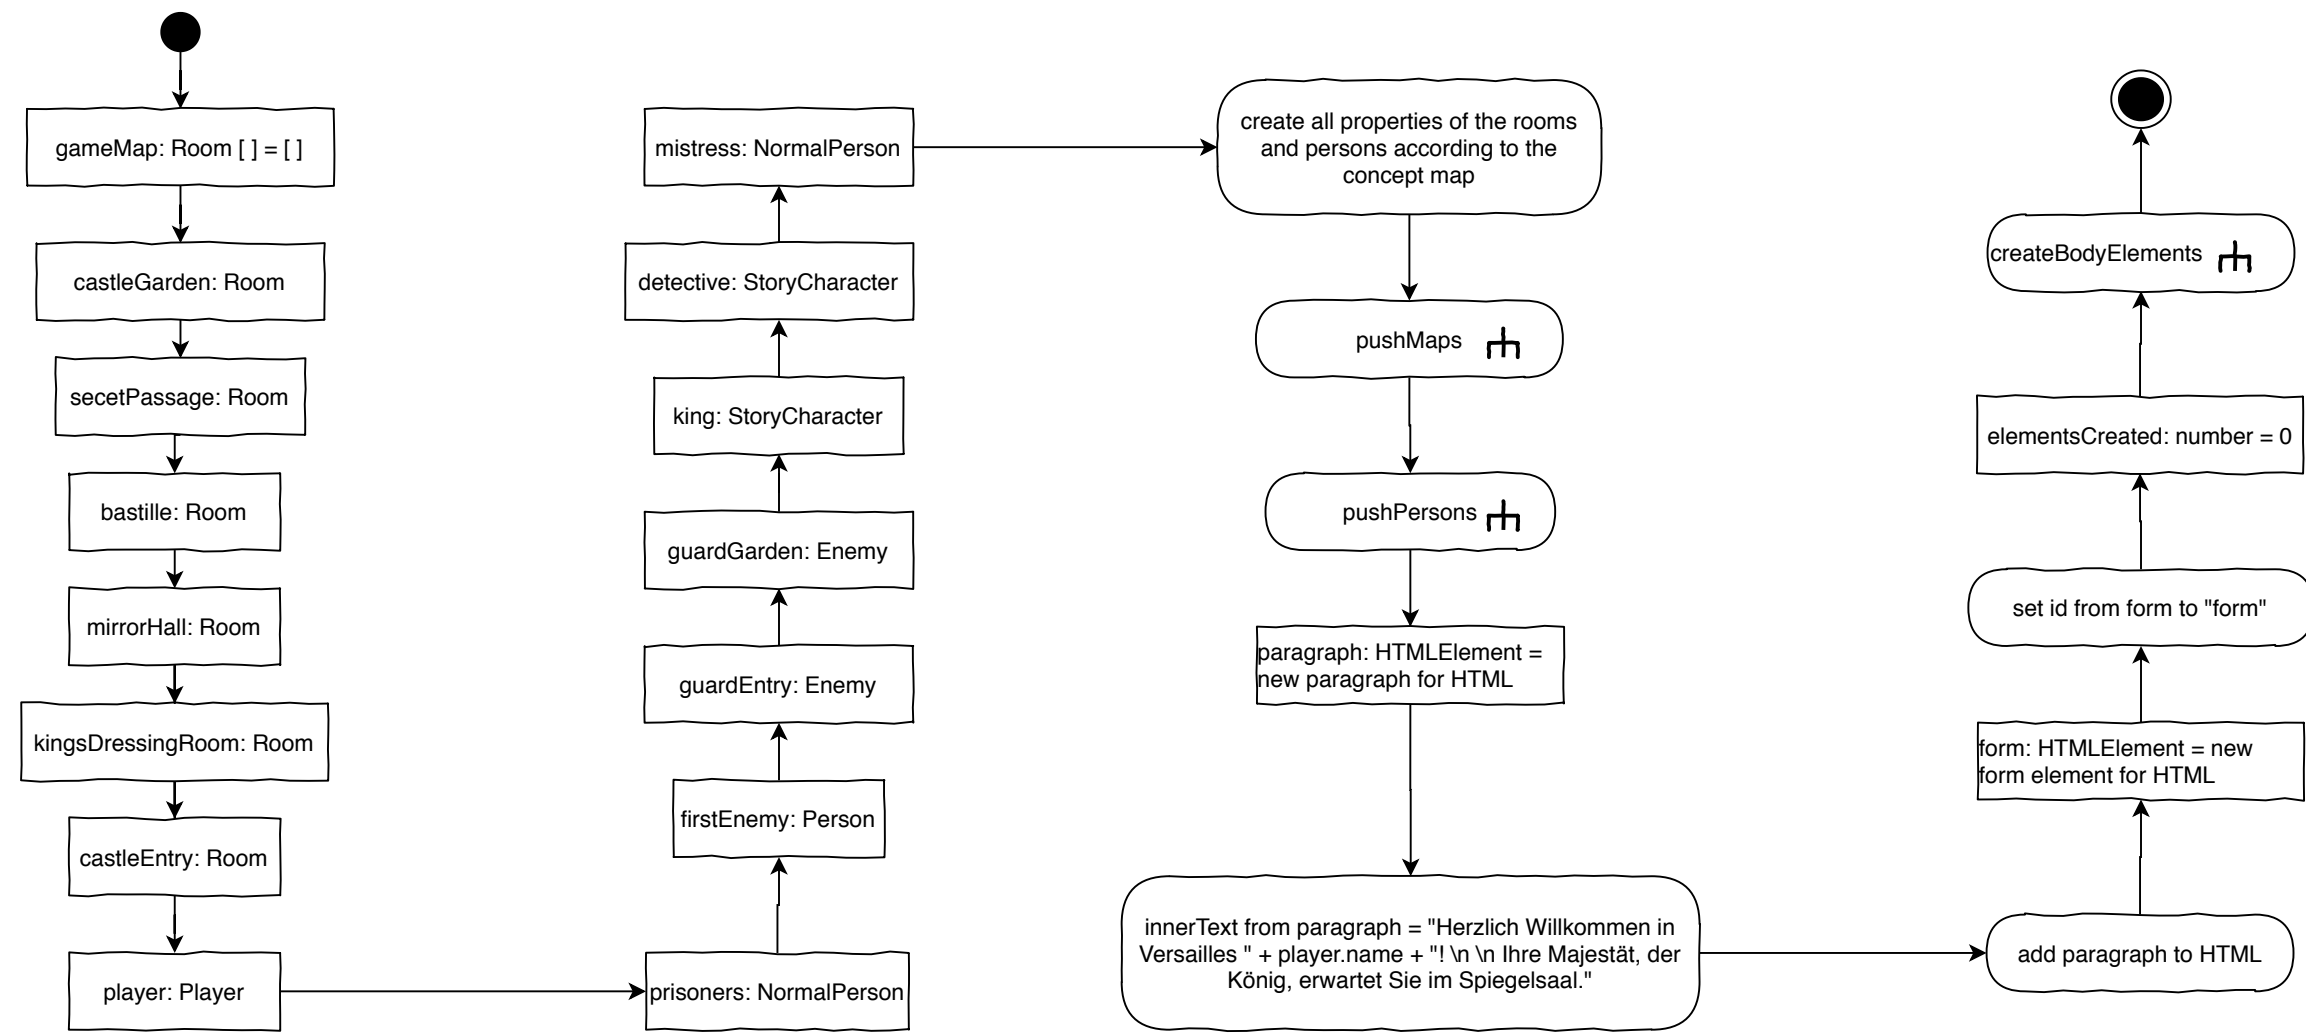 gameMap: Room [ ] = [ ]
castleGarden: Room
secetPassage: Room
bastille: Room
mirrorHall: Room
kingsDressingRoom: Room
castleEntry: Room
player: Player
prisoners: NormalPerson
firstEnemy: Person
guardEntry: Enemy
guardGarden: Enemy
king: StoryCharacter
detective: StoryCharacter
mistress: NormalPerson
create all properties of the rooms
and persons according to the
concept map
pushMaps
pushPersons
paragraph: HTMLElement =
new paragraph for HTML
innerText from paragraph = "Herzlich Willkommen in
Versailles " + player.name + "! \n \n Ihre Majestät, der
König, erwartet Sie im Spiegelsaal."
add paragraph to HTML
form: HTMLElement = new
form element for HTML
set id from form to "form"
elementsCreated: number = 0
createBodyElements